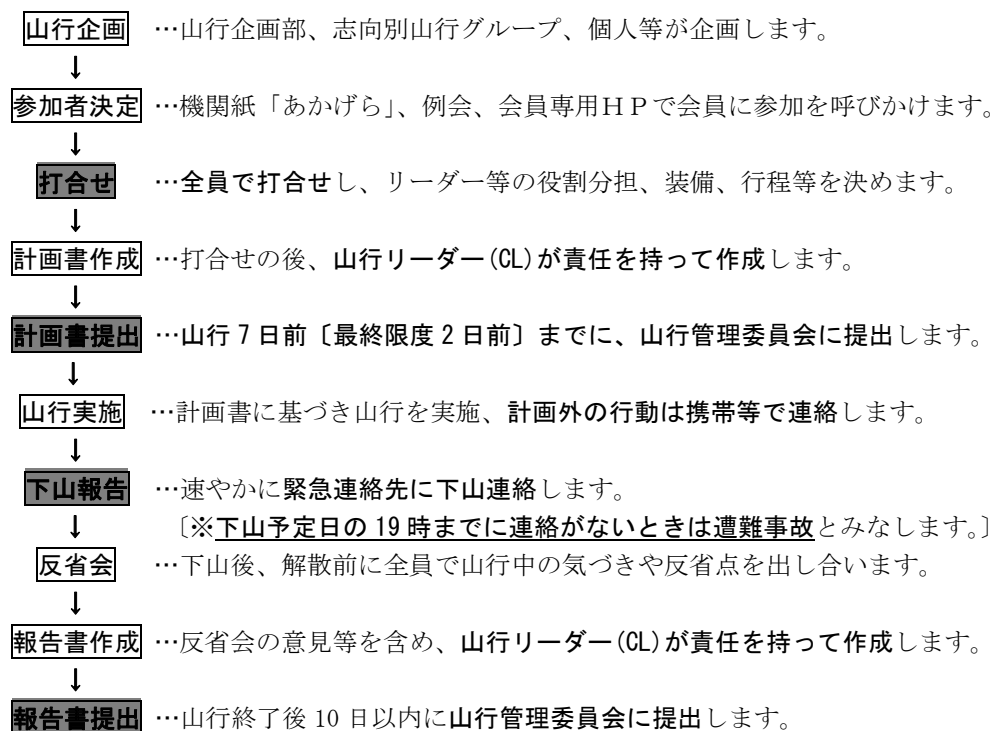 山行企画 …山行企画部、志向別山行グループ、個人等が企画します。
↓
参加者決定 …機関紙「あかげら」、例会、会員専用ＨＰで会員に参加を呼びかけます。
↓
打合せ …全員で打合せし、リーダー等の役割分担、装備、行程等を決めます。
↓
計画書作成 …打合せの後、山行リーダー(CL)が責任を持って作成します。
↓
計画書提出 …山行７日前〔最終限度２日前〕までに、山行管理委員会に提出します。
↓
山行実施 …計画書に基づき山行を実施、計画外の行動は携帯等で連絡します。
↓
下山報告 …速やかに緊急連絡先に下山連絡します。
↓ 〔※下山予定日の19時までに連絡がないときは遭難事故とみなします。〕
反省会 …下山後、解散前に全員で山行中の気づきや反省点を出し合います。
↓
報告書作成 …反省会の意見等を含め、山行リーダー(CL)が責任を持って作成します。
↓
報告書提出 …山行終了後10日以内に山行管理委員会に提出します。